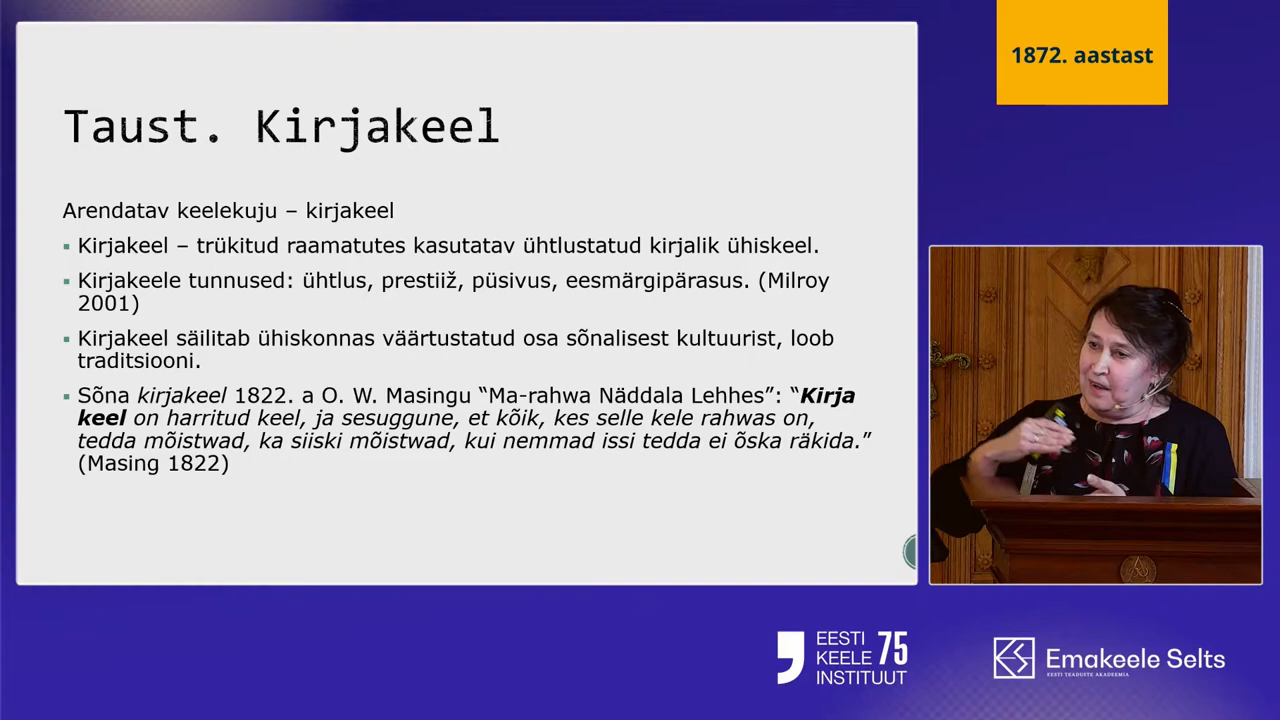 1872. aastast
Taust. Kirjakeel
Arendatav keelekuju – kirjakeel
▪ Kirjakeel – trükitud raamatutes kasutatav ühtlustatud kirjalik ühiskeel.
▪ Kirjakeele tunnused: ühtlus, prestiiž, püsivus, eesmärgipärasus. (Milroy
2001)
▪ Kirjakeel säilitab ühiskonnas väärtustatud osa sõnalisest kultuurist, loob
traditsiooni.
▪ Sõna kirjakeel 1822. a O. W. Masingu “Ma-rahwa Näddala Lehhes”: “Kirja
keel on harritud keel, ja sesuggune, et kõik, kes selle kele rahwas on,
tedda mõistwad, ka siiski mõistwad, kui nemmad issi tedda ei õska räkida.”
(Masing 1822)
EESTI
KEELE 75
INSTITUUT
Emakeele Selts
EESTI TEADUSTE AKADEEMIA